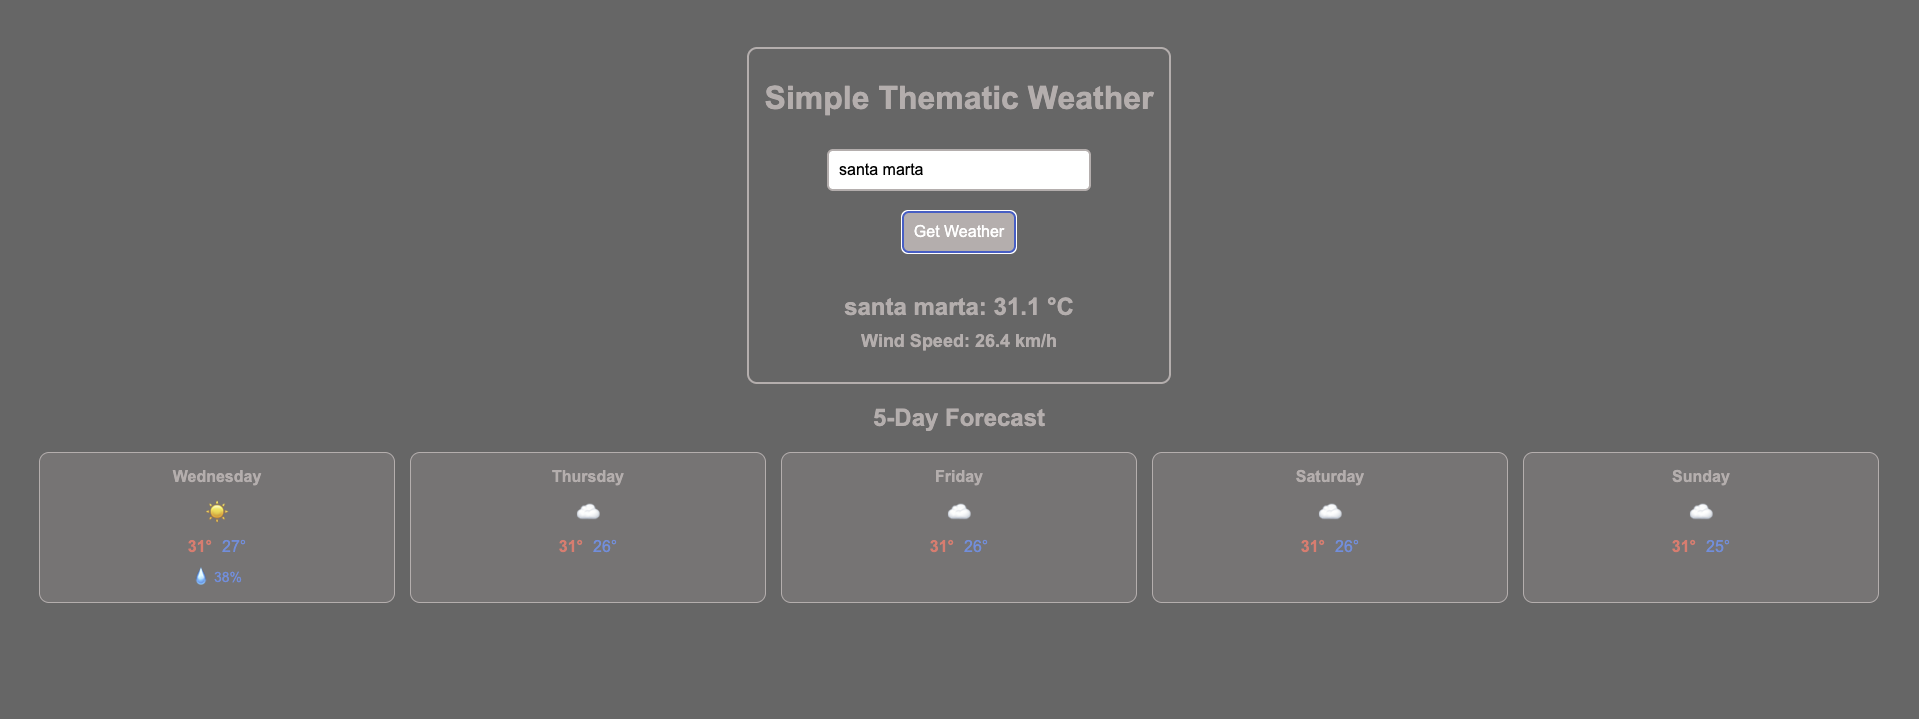 Simple Thematic Weather
santa marta
Get Weather
santa marta: 31.1 °C
Wind Speed: 26.4 km/h
5-Day Forecast
Wednesday
31° 27°
38%
Thursday
31° 26°
Friday
31° 26°
Saturday
31° 26°
Sunday
31° 25°